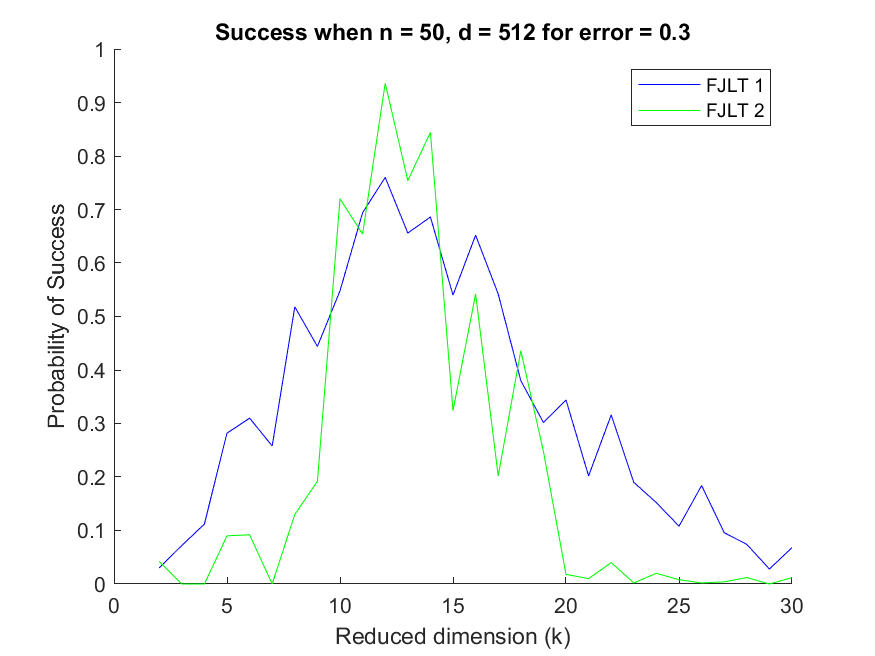 Success when n = 50, d = 512 for error = 0.3
FJLT 1
FJLT 2
Probability of Success
1
0.9
0.8
0.7
0.6
0.5
0.4
0.3
0.2
0.1
0
0 5 10 15 20 25 30
Reduced dimension (k)